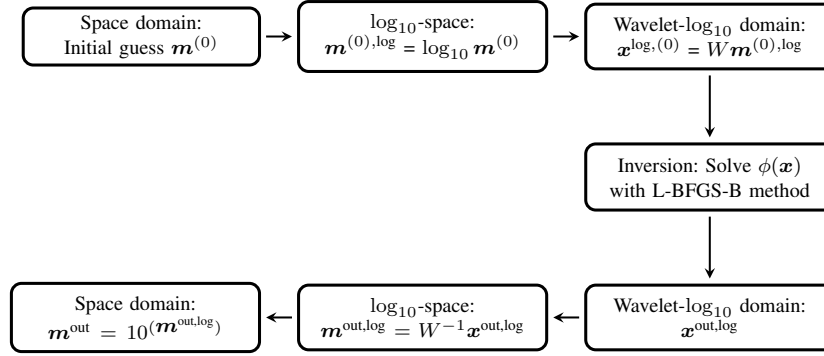 Space domain:
Initial guess m^(0)
log₁₀-space:
m^(0),log = log₁₀ m^(0)
Wavelet-log₁₀ domain:
x^log,(0) = Wm^(0),log
Inversion: Solve ϕ(x)
with L-BFGS-B method
Space domain:
m^out = 10^(m^out,log)
log₁₀-space:
m^out,log = W⁻¹x^out,log
Wavelet-log₁₀ domain:
x^out,log